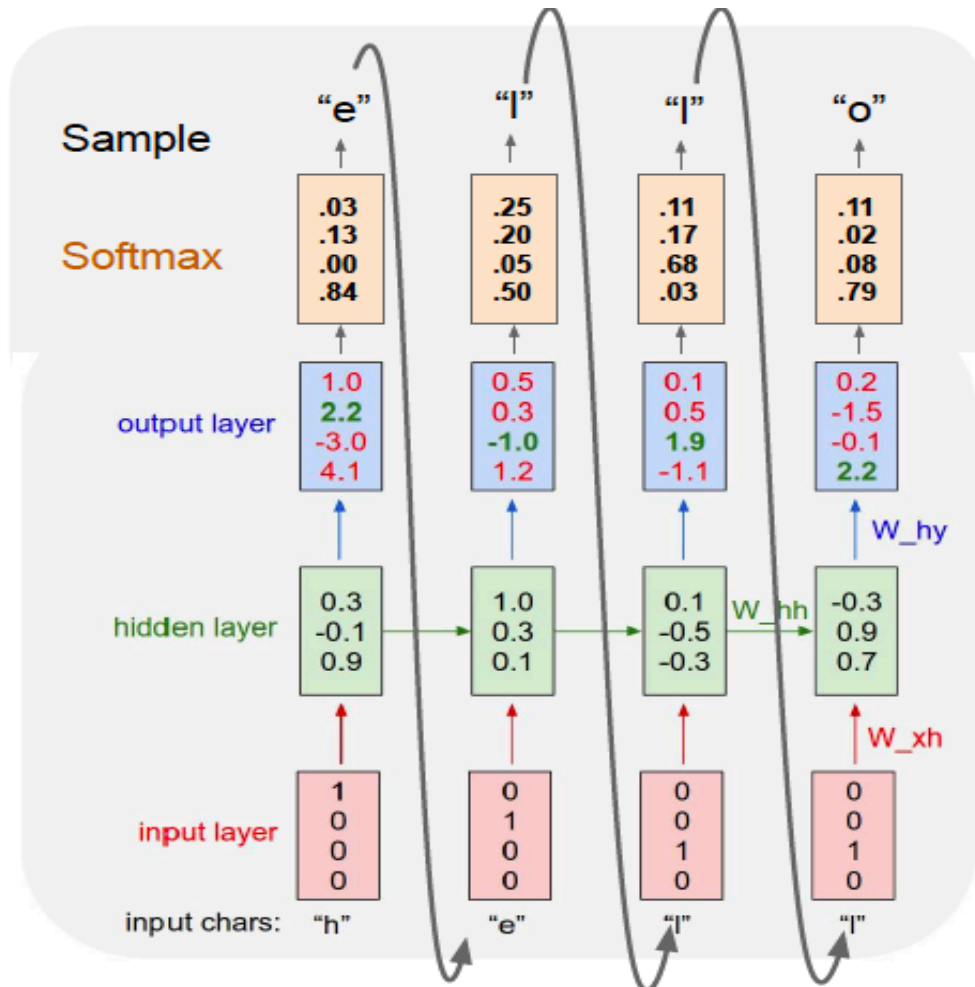 “e” “l” “l” “o”
Sample
.03 .25 .11 .11
.13 .20 .17 .02
Softmax
.00 .05 .68 .08
.84 .50 .03 .79
1.0 0.5 0.1 0.2
output layer 2.2 0.3 0.5 -1.5
-3.0 -1.0 1.9 -0.1
4.1 1.2 -1.1 2.2
W_hy
0.3 1.0 0.1 W_hh -0.3
hidden layer -0.1 0.3 -0.5 0.9
0.9 0.1 -0.3 0.7
W_xh
1 0 0 0
input layer 0 1 0 0
0 0 1 1
0 0 0 0
input chars: “h” “e” “l” “l”